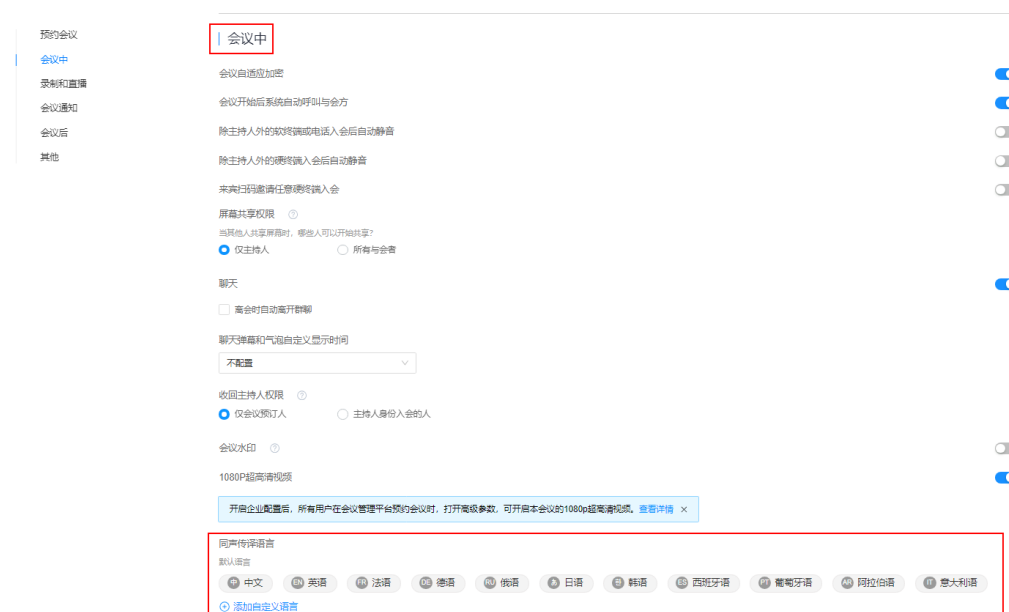 预约会议
会议中
录制和直播
会议通知
会议后
其他
会议中
会议自适应加密
会议开始后系统自动呼叫与会方
除主持人外的软终端或电话入会后自动静音
除主持人外的硬终端入会后自动静音
来宾扫码邀请任意硬终端入会
屏幕共享权限 ?
当其他人共享屏幕时，哪些人可以开始共享?
仅主持人 所有与会者
聊天
离会时自动离开群聊
聊天弹幕和气泡自定义显示时间
不配置
收回主持人权限 ?
仅会议预订人 主持人身份入会的人
会议水印 ?
1080P超高清视频
开启企业配置后，所有用户在会议管理平台预约会议时，打开高级参数，可开启本会议的1080p超高清视频。查看详情 ×
同声传译语言
默认语言
中 中文 EN 英语 FR 法语 DE 德语 RU 俄语 あ 日语 한 韩语 ES 西班牙语 PT 葡萄牙语 AR 阿拉伯语 IT 意大利语
添加自定义语言